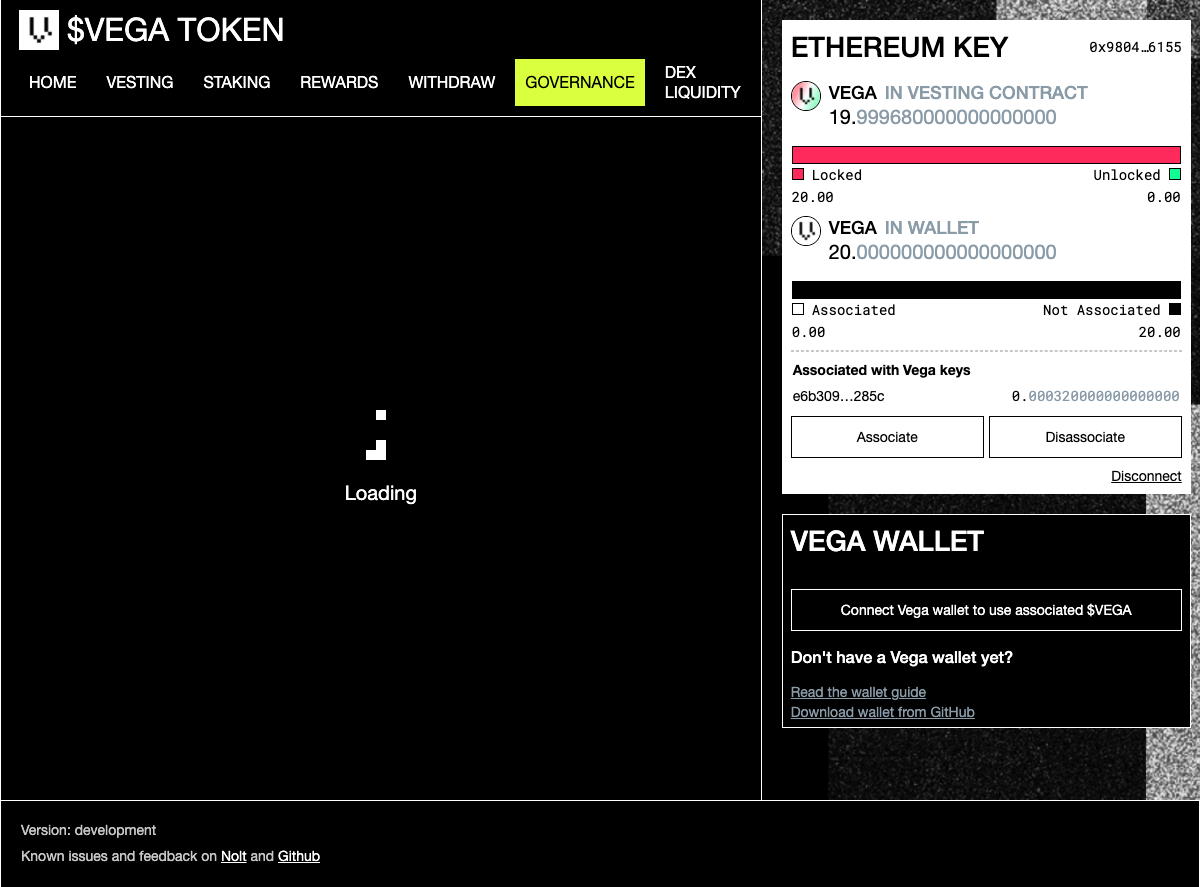 $VEGA TOKEN
HOME VESTING STAKING REWARDS WITHDRAW GOVERNANCE DEX LIQUIDITY
Loading
ETHEREUM KEY 0x9804…6155
VEGA IN VESTING CONTRACT
19.999680000000000000
Locked Unlocked
20.00 0.00
VEGA IN WALLET
20.000000000000000000
Associated Not Associated
0.00 20.00
Associated with Vega keys
e6b309…285c 0.000320000000000000
Associate Disassociate
Disconnect
VEGA WALLET
Connect Vega wallet to use associated $VEGA
Don't have a Vega wallet yet?
Read the wallet guide
Download wallet from GitHub
Version: development
Known issues and feedback on Nolt and Github